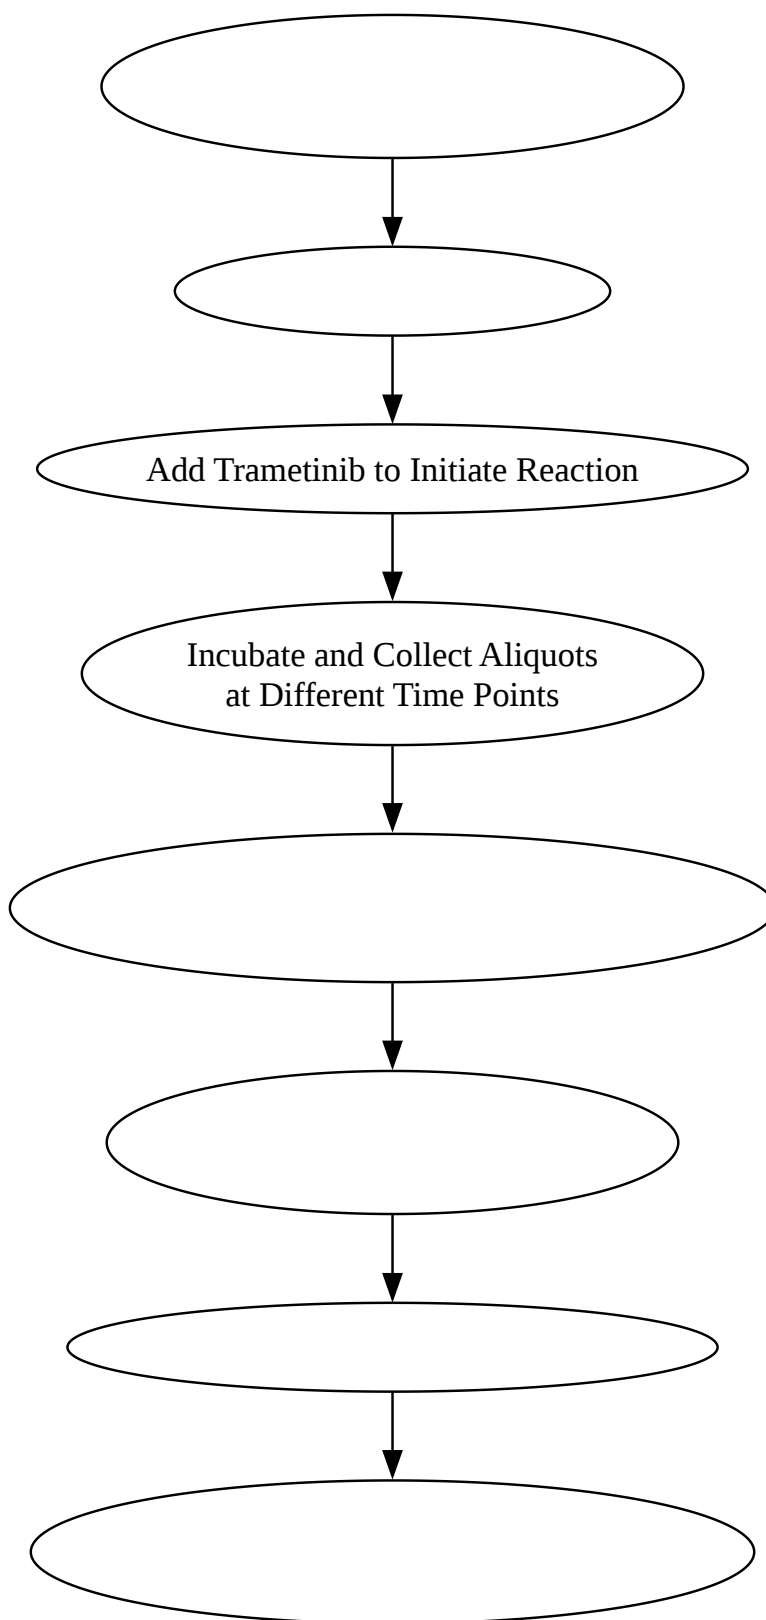 Add Trametinib to Initiate Reaction
Incubate and Collect Aliquots
at Different Time Points